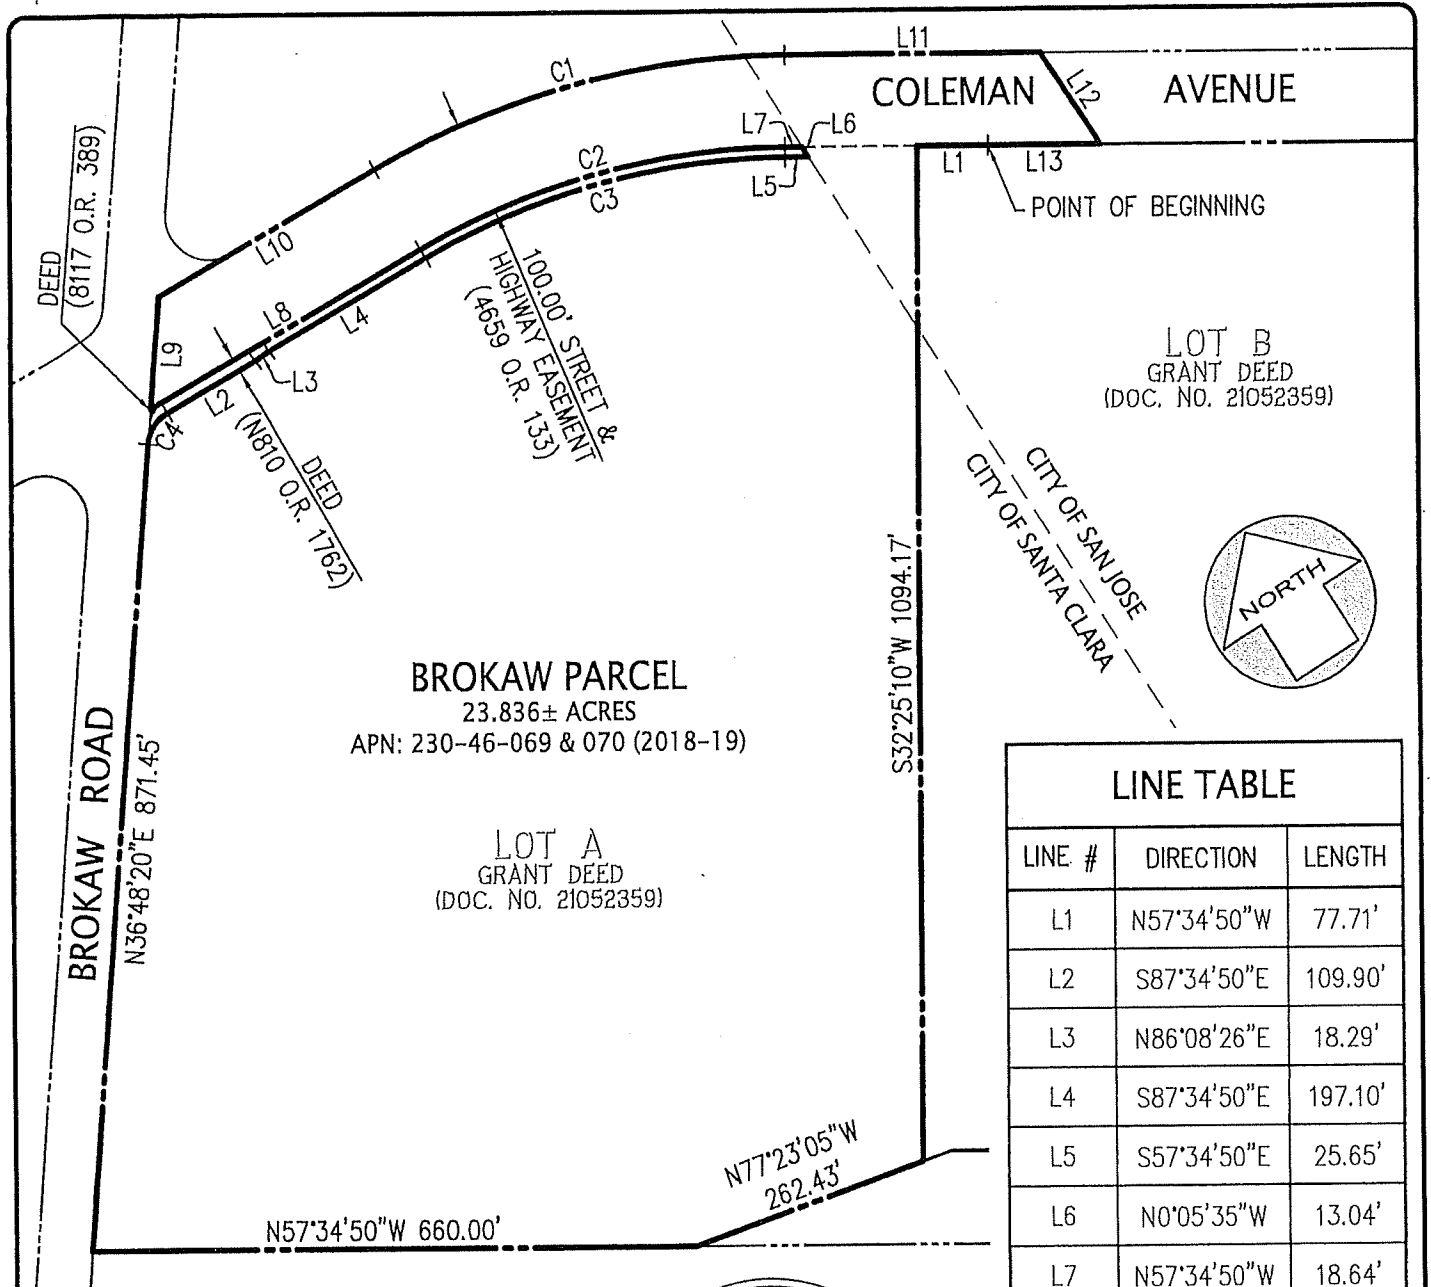 L11
C1
COLEMAN AVENUE
L12
L7
L6
C2
L5
C3
L1
L13
POINT OF BEGINNING
DEED
(8117 O.R. 389)
L10
L9
L8
L4
L3
L2
C4
100.00' STREET &
HIGHWAY EASEMENT
(4659 O.R. 133)
DEED
(N810 O.R. 1762)
LOT B
GRANT DEED
(DOC. NO. 21052359)
CITY OF SAN JOSE
CITY OF SANTA CLARA
NORTH
S32°25'10"W 1094.17'
BROKAW PARCEL
23.836± ACRES
APN: 230-46-069 & 070 (2018-19)
BROKAW ROAD
N36°48'20"E 871.45'
LOT A
GRANT DEED
(DOC. NO. 21052359)
N77°23'05"W
262.43'
N57°34'50"W 660.00'
LINE TABLE
LINE # DIRECTION LENGTH
L1 N57°34'50"W 77.71'
L2 S87°34'50"E 109.90'
L3 N86°08'26"E 18.29'
L4 S87°34'50"E 197.10'
L5 S57°34'50"E 25.65'
L6 N0°05'35"W 13.04'
L7 N57°34'50"W 18.64'